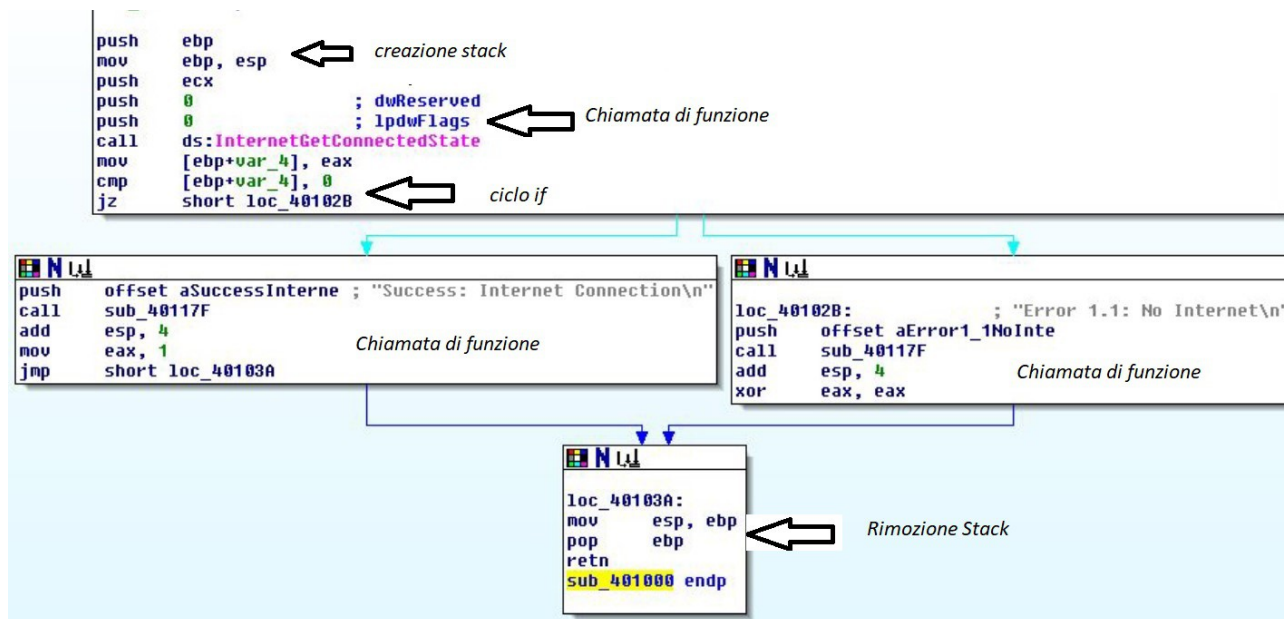 push ebp
mov ebp, esp
creazione stack
push ecx
push 0 ; dwReserved
push 0 ; lpdwFlags
Chiamata di funzione
call ds:InternetGetConnectedState
mov [ebp+var_4], eax
cmp [ebp+var_4], 0
jz short loc_40102B
ciclo if
push offset aSuccessInterne ; "Success: Internet Connection\n"
call sub_40117F
add esp, 4
mov eax, 1
jmp short loc_40103A
Chiamata di funzione
loc_40102B: ; "Error 1.1: No Internet\n"
push offset aError1_1NoInte
call sub_40117F
add esp, 4
xor eax, eax
Chiamata di funzione
loc_40103A:
mov esp, ebp
pop ebp
retn
sub_401000 endp
Rimozione Stack